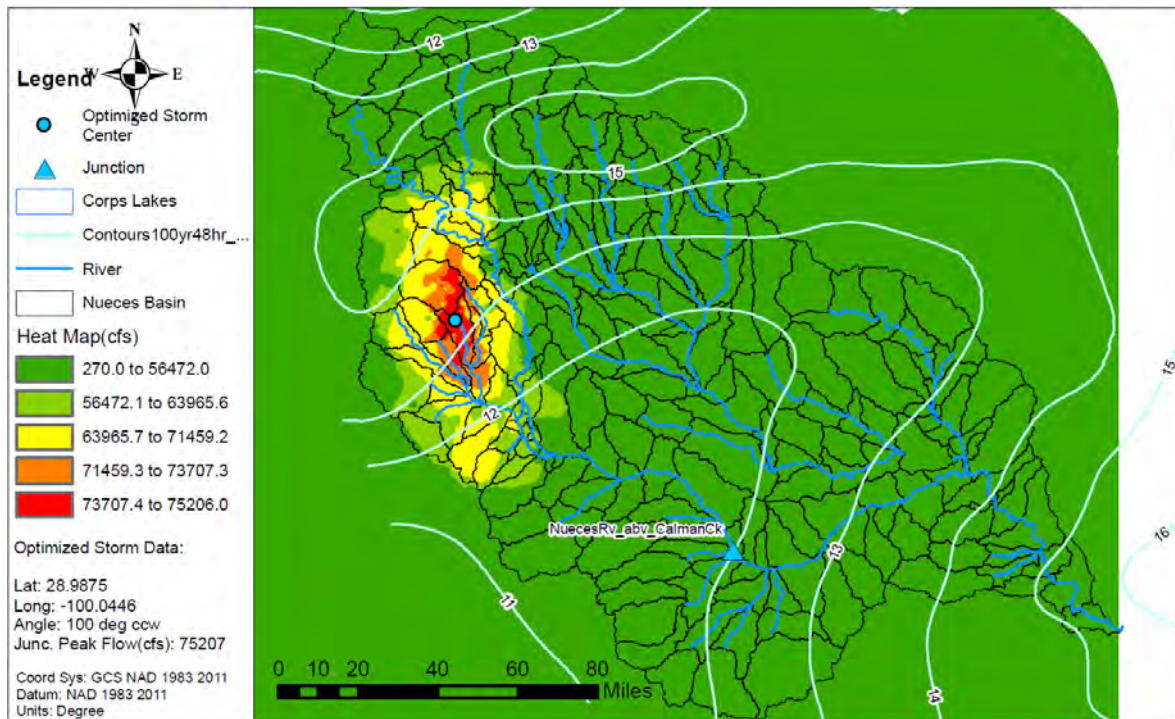 N
Legend
W
E
S
Optimized Storm
Center
Junction
Corps Lakes
Contours100yr48hr_...
River
Nueces Basin
Heat Map(cfs)
270.0 to 56472.0
56472.1 to 63965.6
63965.7 to 71459.2
71459.3 to 73707.3
73707.4 to 75206.0
Optimized Storm Data:
Lat: 28.9875
Long: -100.0446
Angle: 100 deg ccw
Junc. Peak Flow(cfs): 75207
Coord Sys: GCS NAD 1983 2011
Datum: NAD 1983 2011
Units: Degree
12
13
15
15
12
16
NuecesRv_abv_CalmanCk
13
11
14
0 10 20 40 60 80
Miles